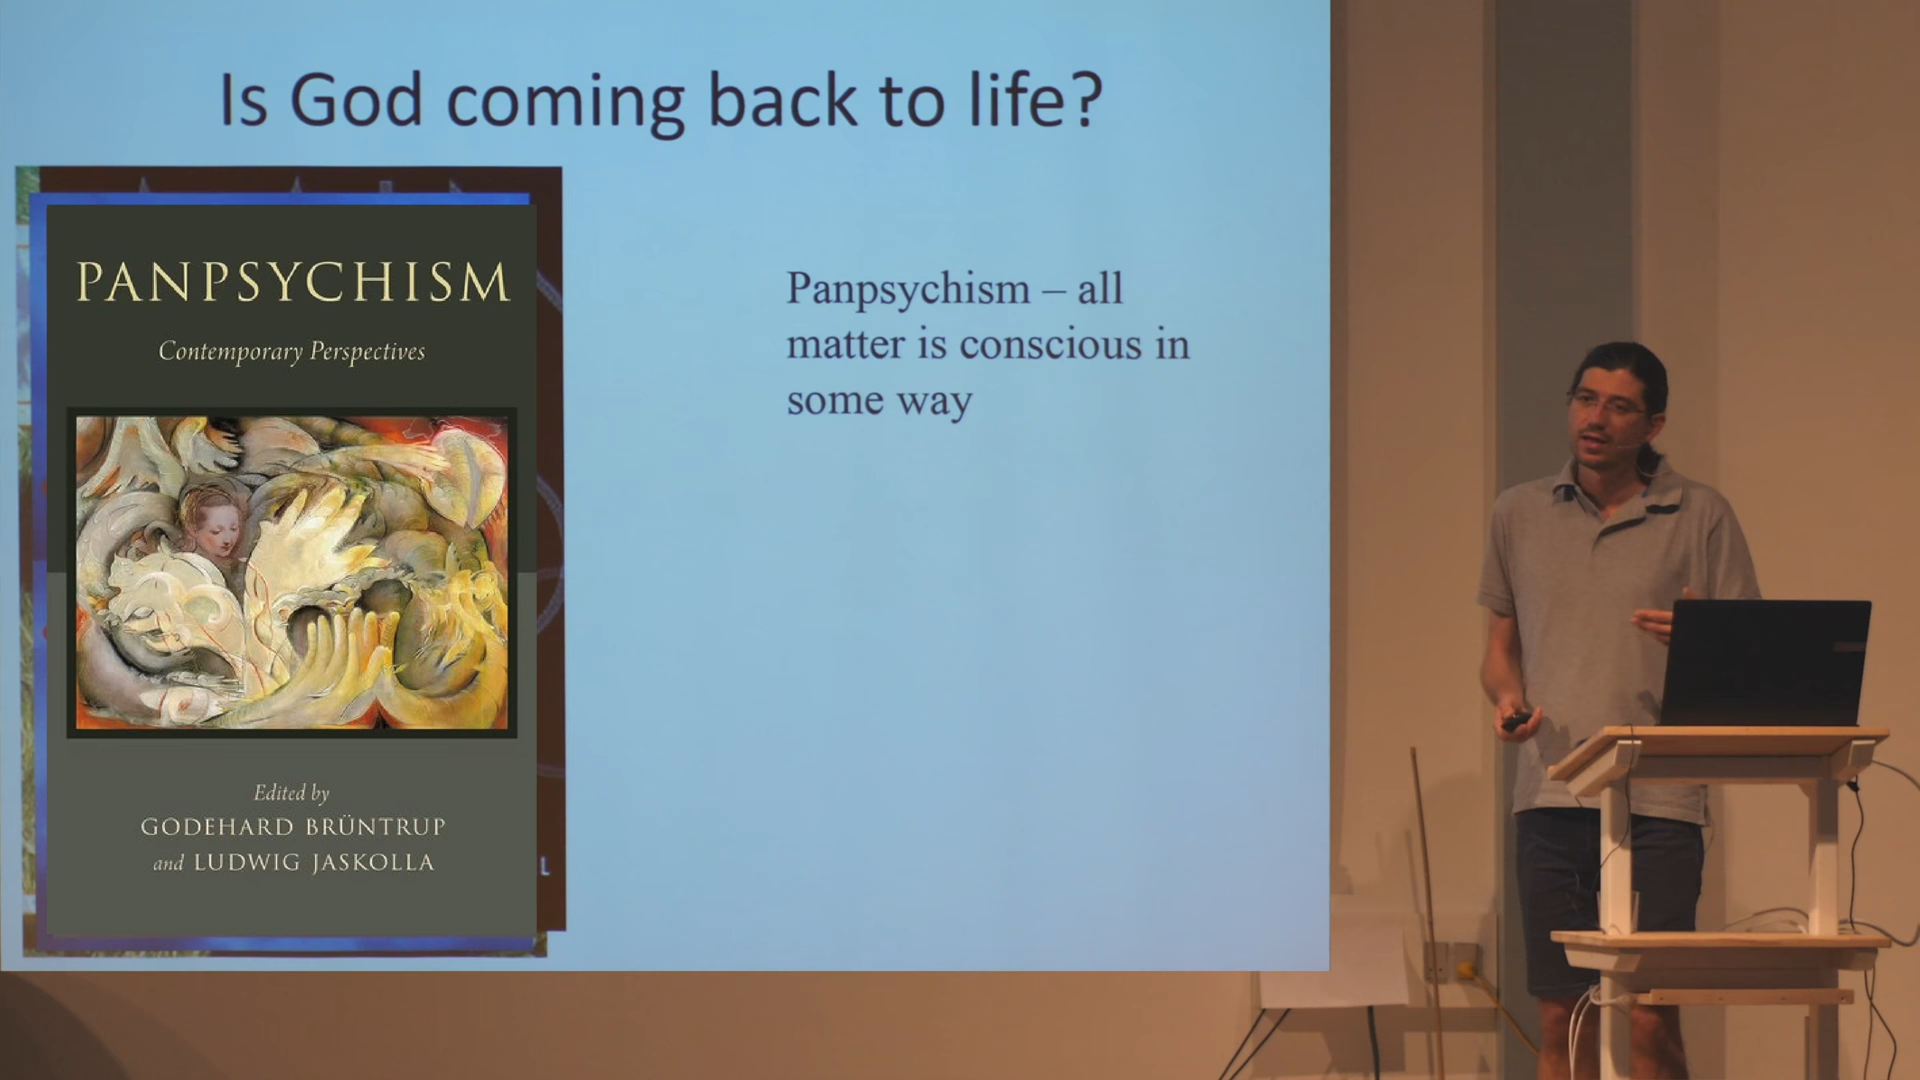 Is God coming back to life?
PANPSYCHISM
Contemporary Perspectives
Edited by
GODEHARD BRÜNTRUP
and LUDWIG JASKOLLA
L
Panpsychism – all
matter is conscious in
some way